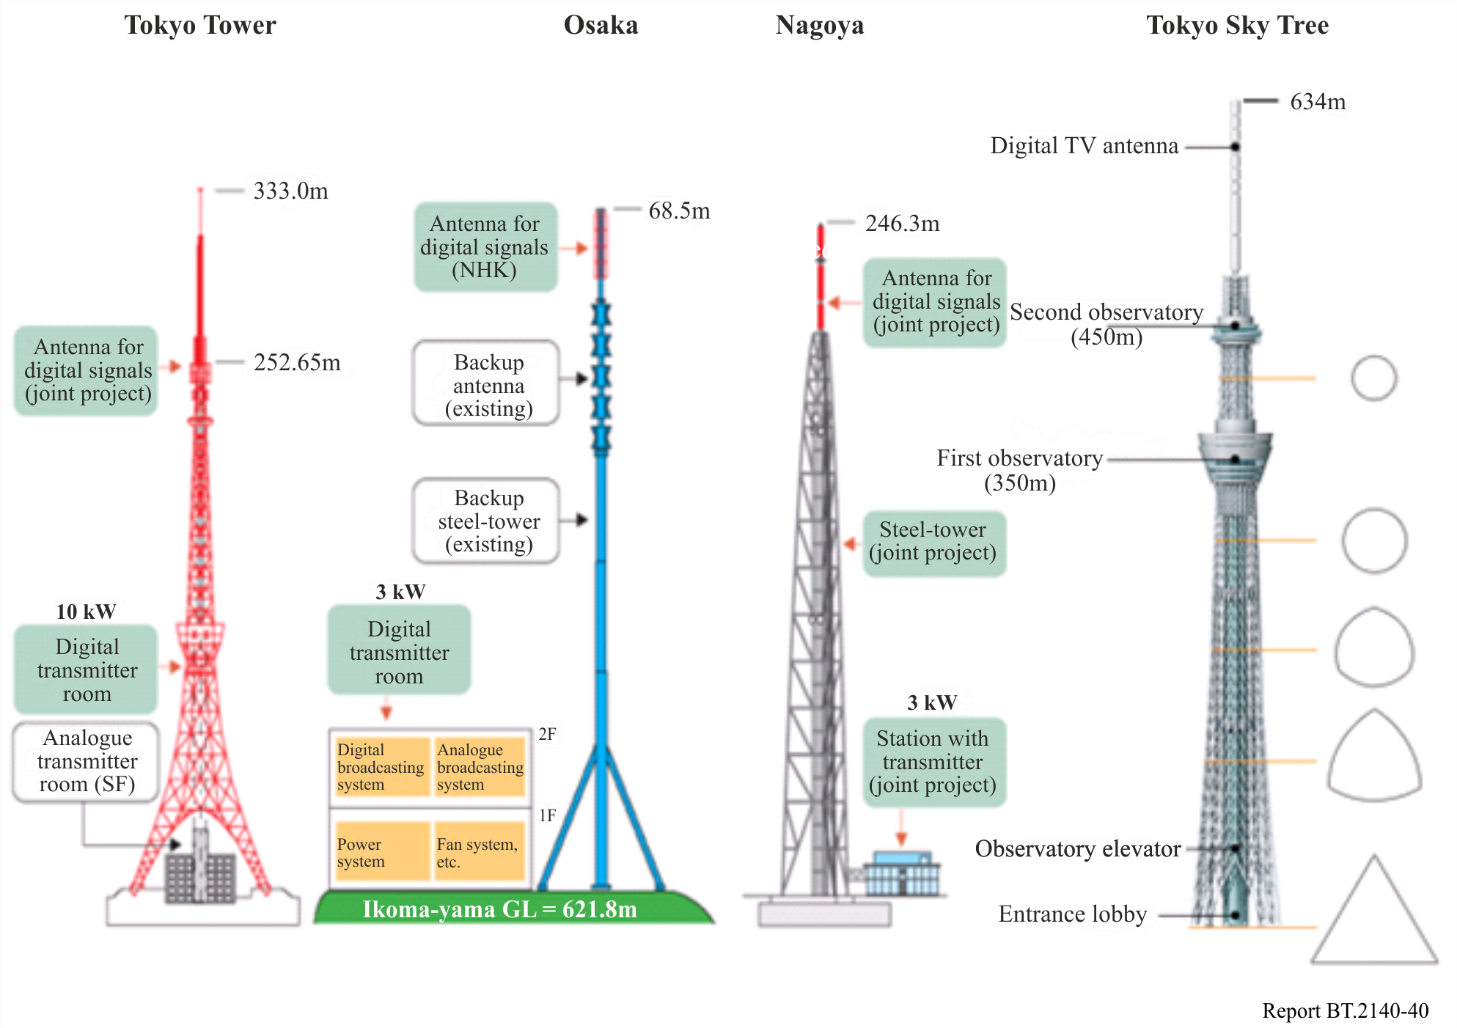 Tokyo Tower
Osaka
Nagoya
Tokyo Sky Tree
333.0m
Antenna for
digital signals
(joint project)
252.65m
10 kW
Digital
transmitter
room
Analogue
transmitter
room (SF)
Antenna for
digital signals
(NHK)
68.5m
Backup
antenna
(existing)
Backup
steel-tower
(existing)
3 kW
Digital
transmitter
room
2F
Digital
broadcasting
system
Analogue
broadcasting
system
1F
Power
system
Fan system,
etc.
Ikoma-yama GL = 621.8m
246.3m
Antenna for
digital signals
(joint project)
Steel-tower
(joint project)
3 kW
Station with
transmitter
(joint project)
634m
Digital TV antenna
Second observatory
(450m)
First observatory
(350m)
Observatory elevator
Entrance lobby
Report BT.2140-40